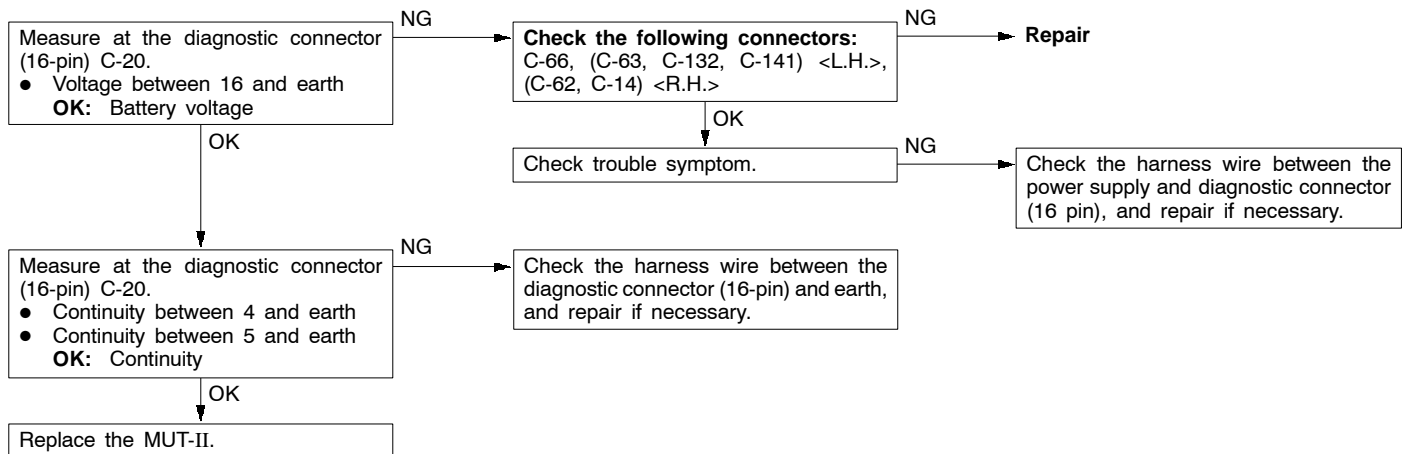 Measure at the diagnostic connector
(16-pin) C-20.
● Voltage between 16 and earth
OK: Battery voltage
NG
Check the following connectors:
C-66, (C-63, C-132, C-141) <L.H.>,
(C-62, C-14) <R.H.>
NG
Repair
OK
OK
Check trouble symptom.
NG
Check the harness wire between the
power supply and diagnostic connector
(16 pin), and repair if necessary.
Measure at the diagnostic connector
(16-pin) C-20.
● Continuity between 4 and earth
● Continuity between 5 and earth
OK: Continuity
NG
Check the harness wire between the
diagnostic connector (16-pin) and earth,
and repair if necessary.
OK
Replace the MUT-II.